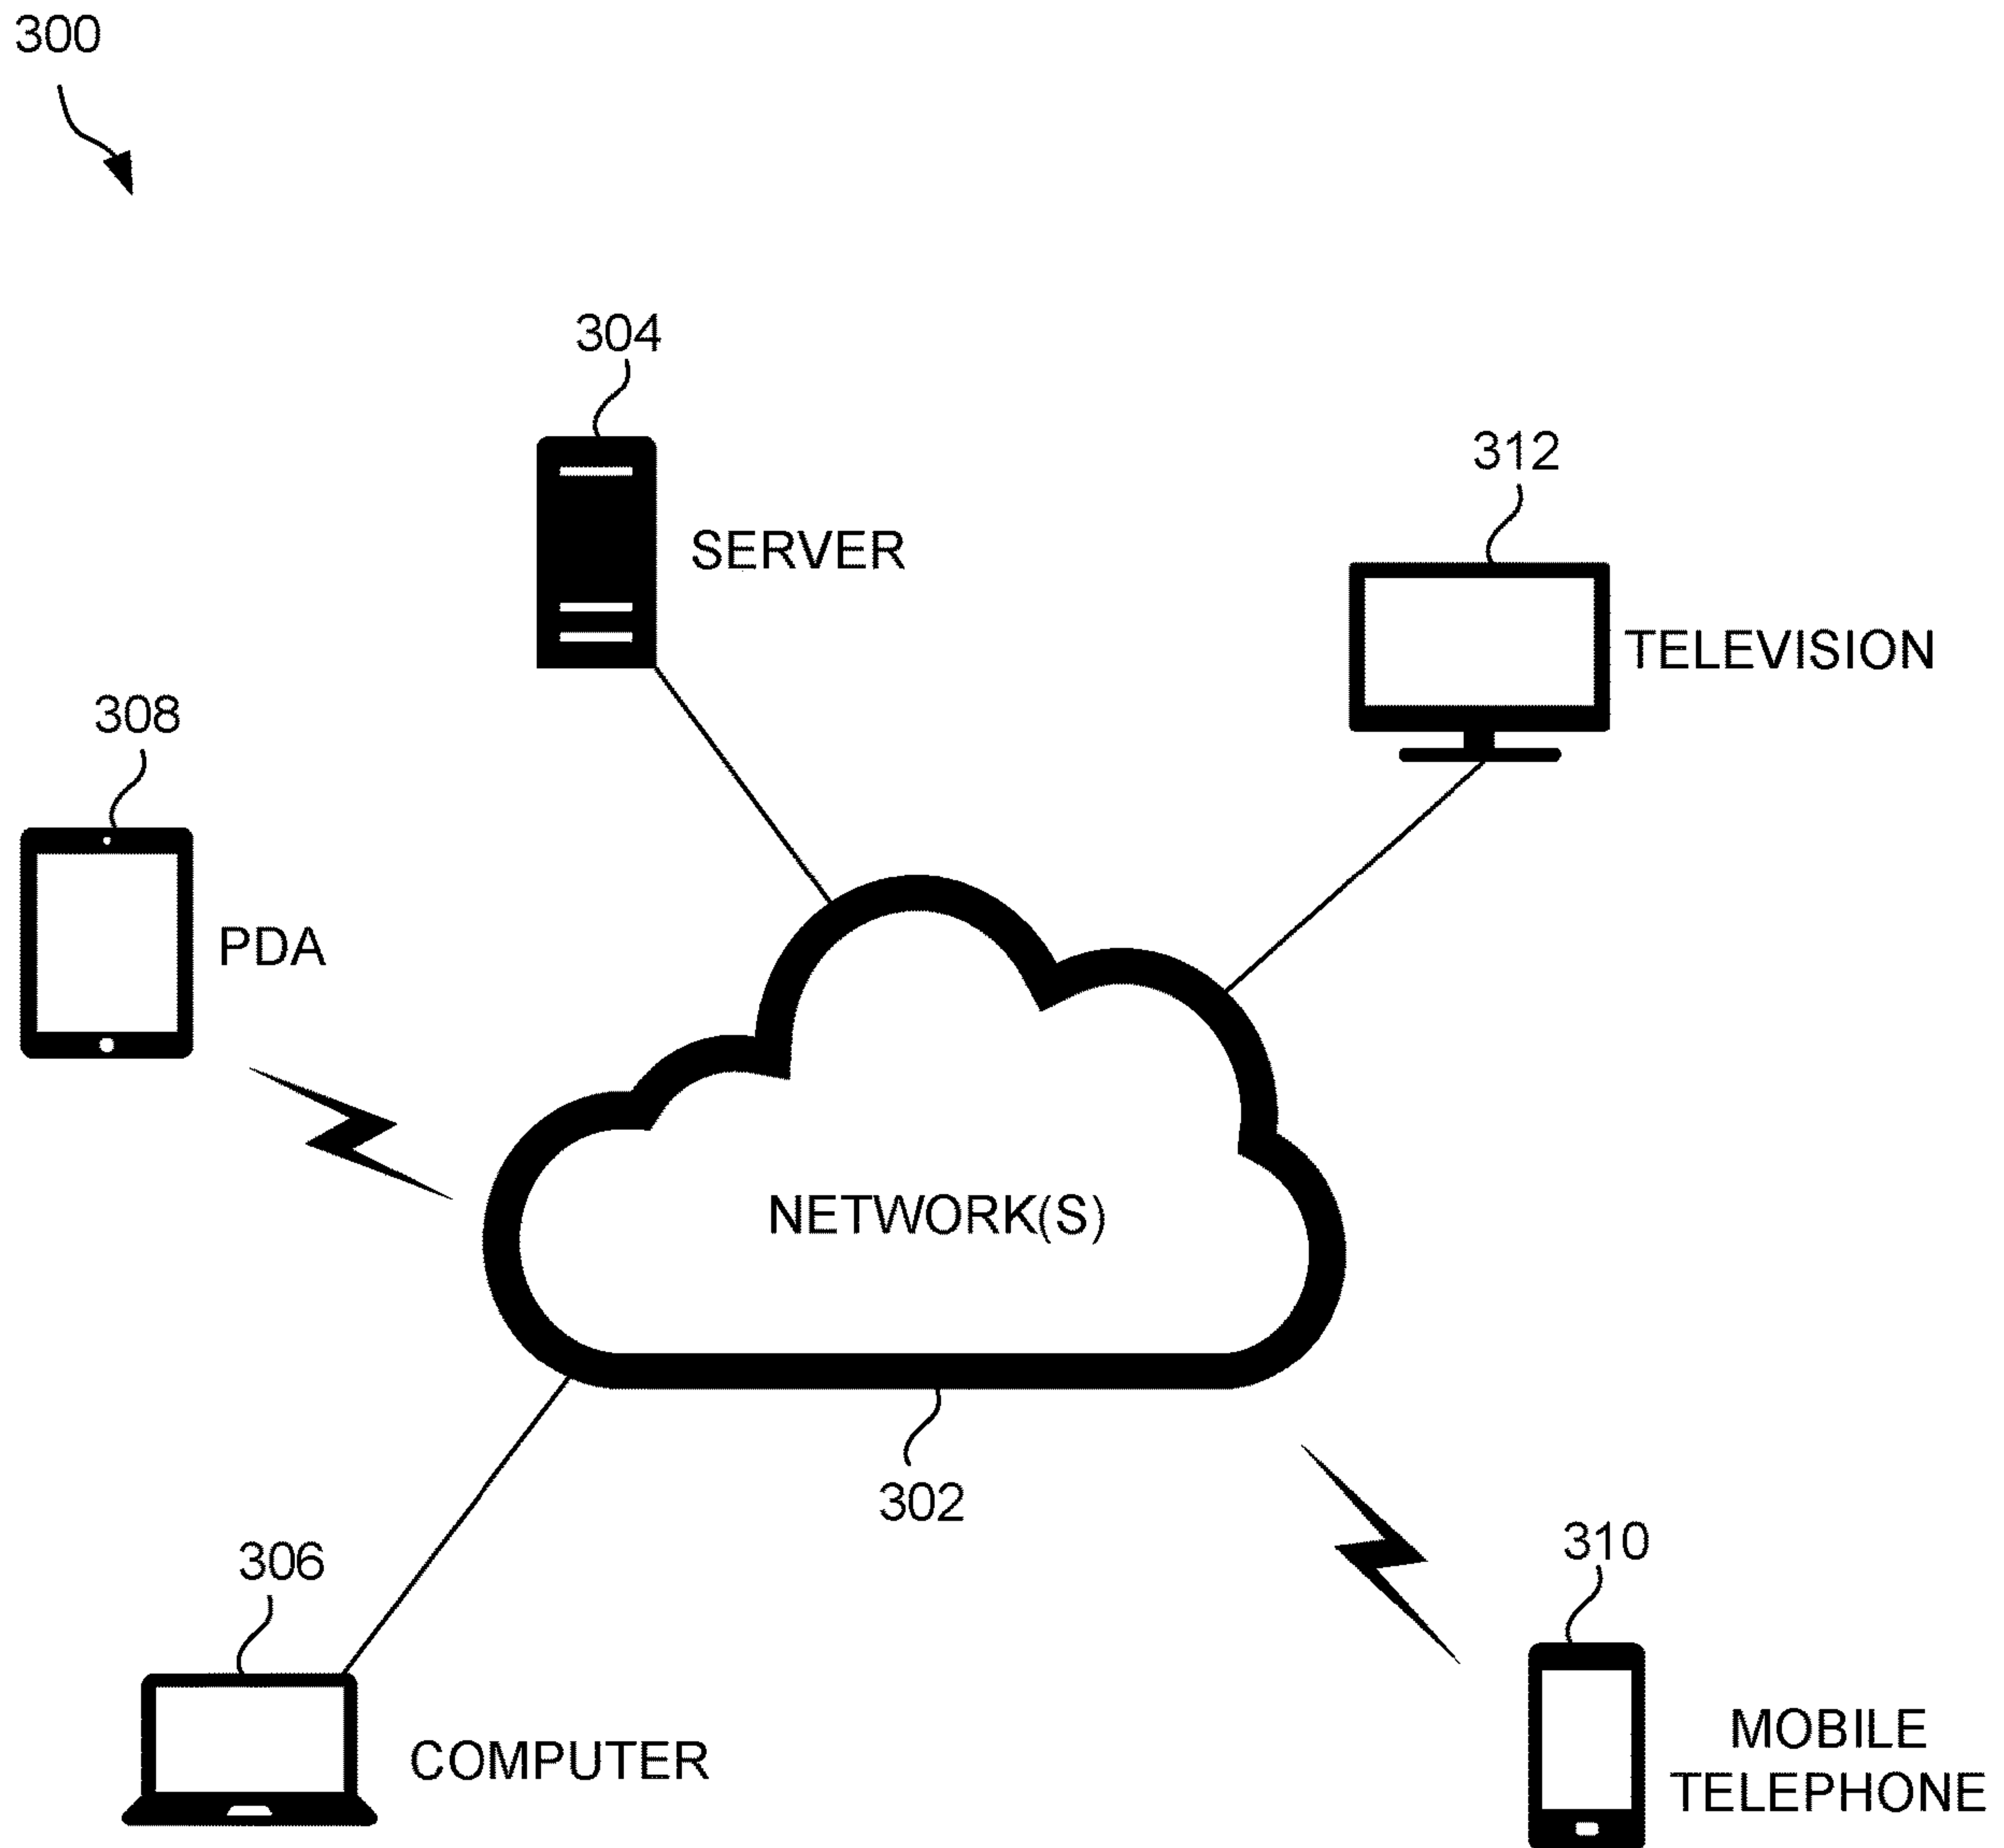 300
304
SERVER
312
TELEVISION
308
PDA
NETWORK(S)
302
306
COMPUTER
310
MOBILE
TELEPHONE